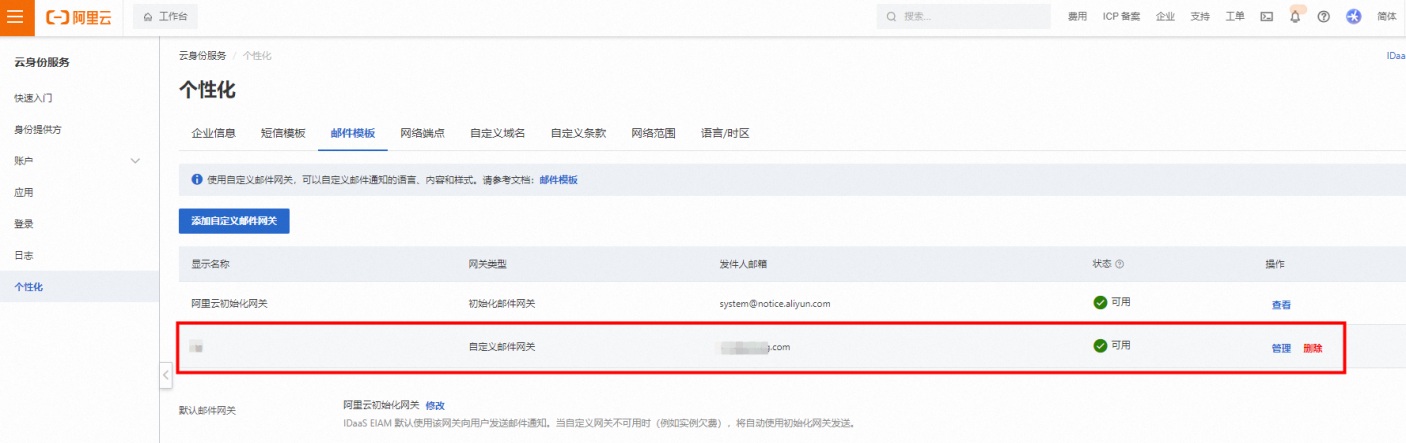 阿里云
工作台
搜索...
费用 ICP 备案 企业 支持 工单 简体
云身份服务
快速入门
身份提供方
账户
应用
登录
日志
个性化
云身份服务 / 个性化
IDaa
个性化
企业信息 短信模板 邮件模板 网络端点 自定义域名 自定义条款 网络范围 语言/时区
使用自定义邮件网关，可以自定义邮件通知的语言、内容和样式。请参考文档：邮件模板
添加自定义邮件网关
显示名称 网关类型 发件人邮箱 状态 操作
阿里云初始化网关 初始化邮件网关 system@notice.aliyun.com 可用 查看
自定义邮件网关 .com 可用 管理 删除
默认邮件网关 阿里云初始化网关 修改
IDaaS EIAM 默认使用该网关向用户发送邮件通知。当自定义网关不可用时（例如实例欠费），将自动使用初始化网关发送。